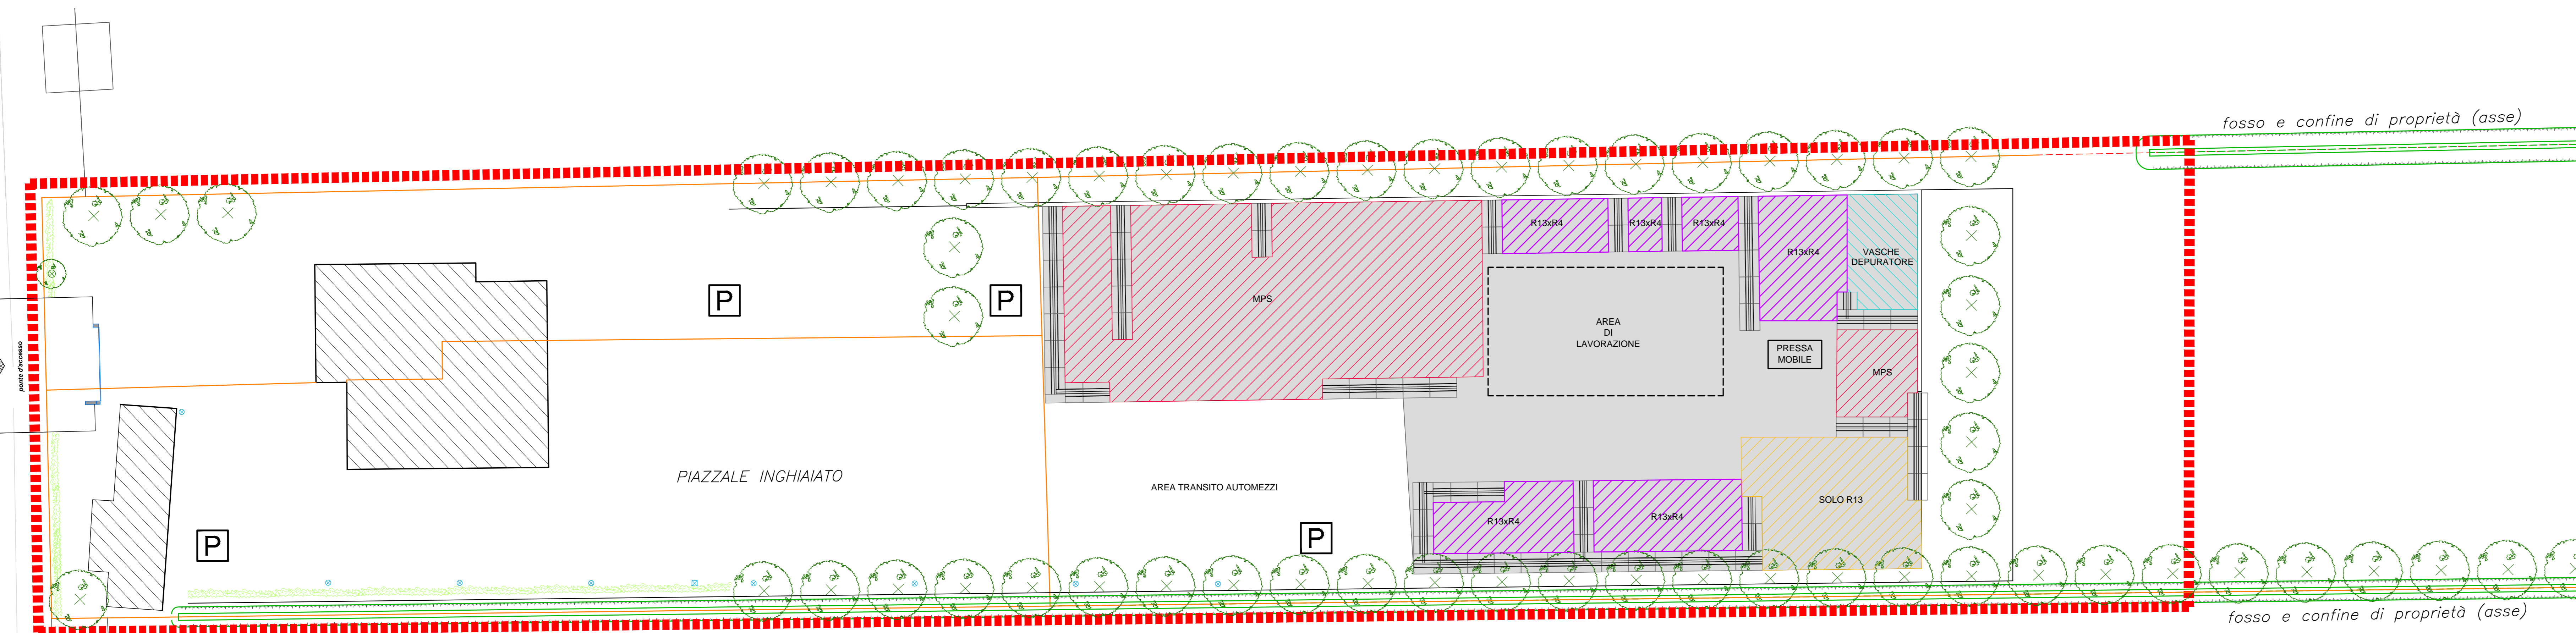 fosso e confine di proprietà (asse)
R13xR4
R13xR4
R13xR4
R13xR4
VASCHE
DEPURATORE
MPS
P
P
AREA
DI
LAVORAZIONE
PRESSA
MOBILE
MPS
ponte d'accesso
PIAZZALE INGHIAIATO
AREA TRANSITO AUTOMEZZI
SOLO R13
R13xR4
R13xR4
P
P
fosso e confine di proprietà (asse)